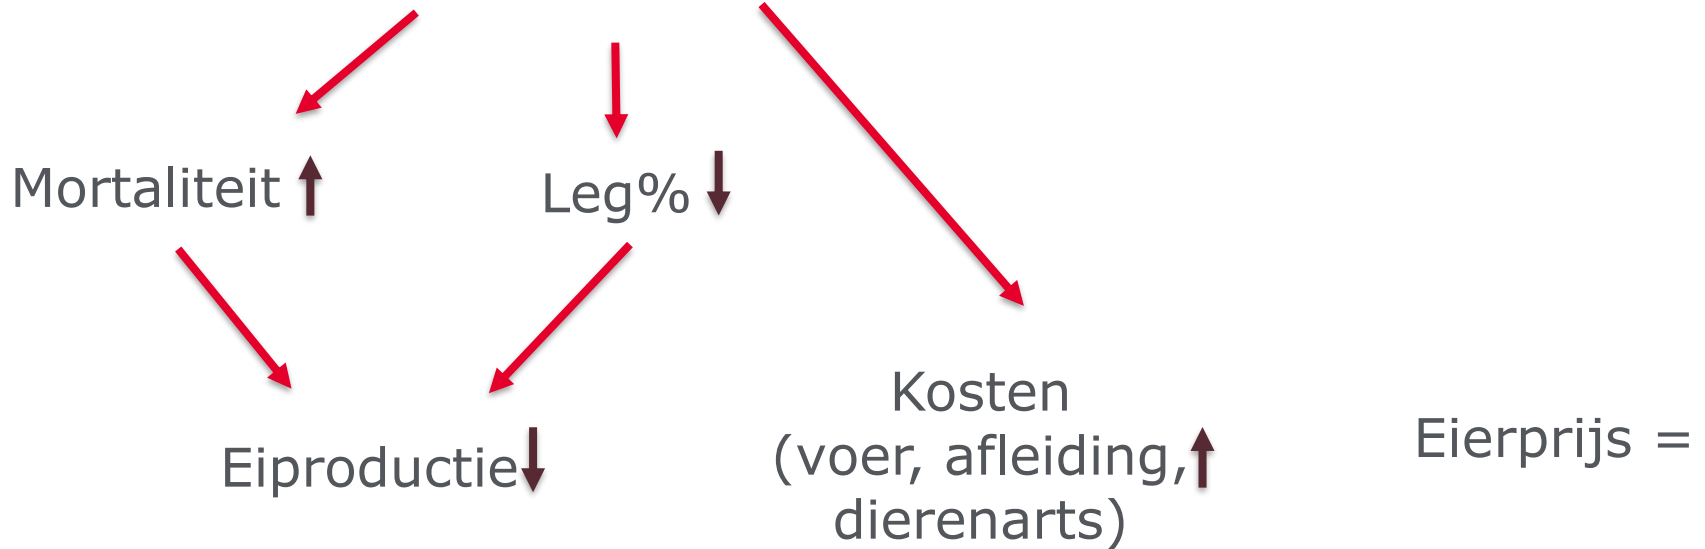 Mortaliteit
Leg%
Eiproductie
Kosten
(voer, afleiding,
dierenarts)
Eierprijs =